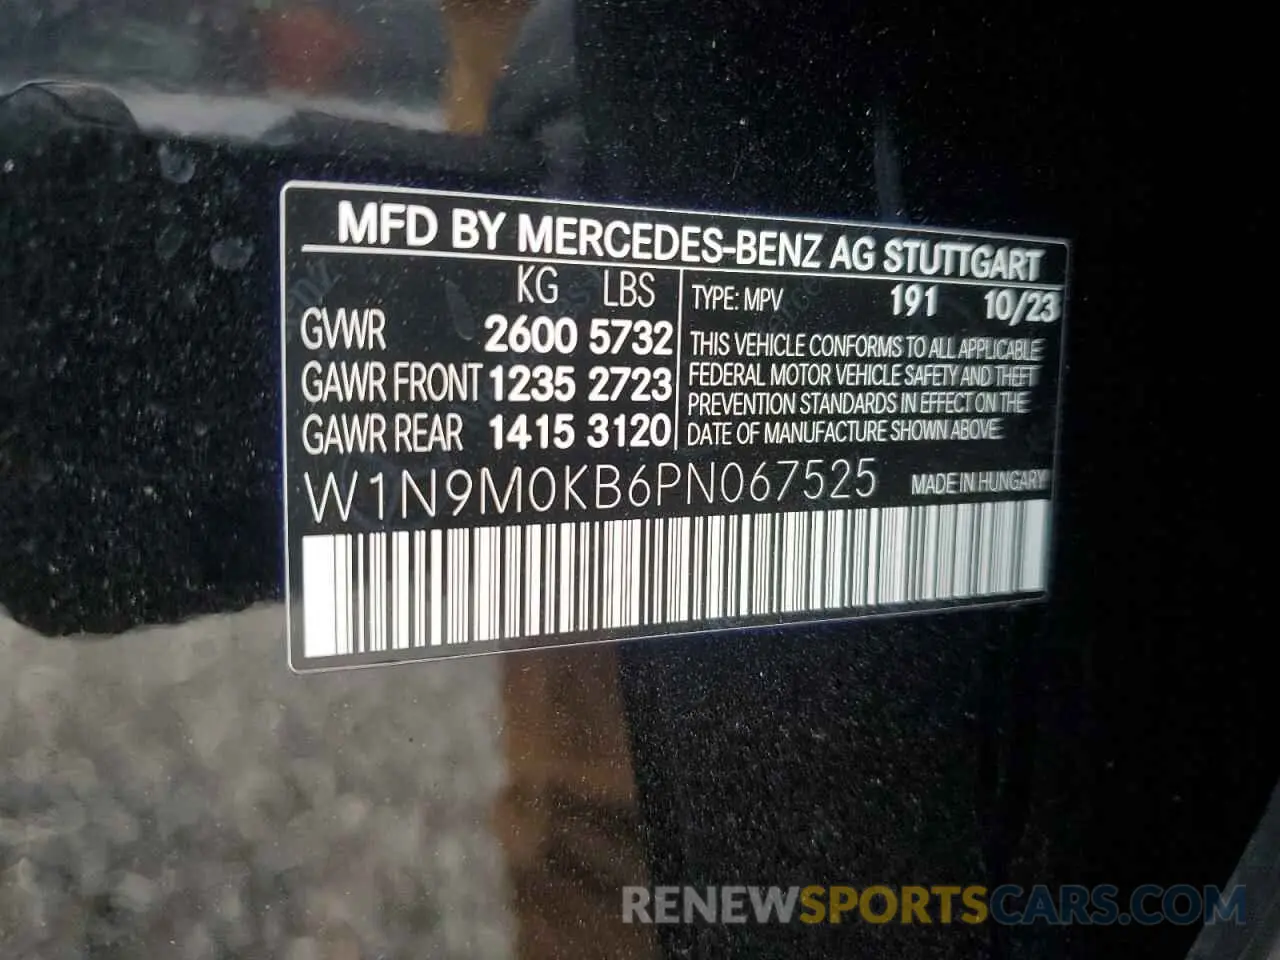 MFD BY MERCEDES-BENZ AG STUTTGART
KG LBS
GVWR 2600 5732
GAWR FRONT 1235 2723
GAWR REAR 1415 3120
TYPE: MPV 191 10/23
THIS VEHICLE CONFORMS TO ALL APPLICABLE
FEDERAL MOTOR VEHICLE SAFETY AND THEFT
PREVENTION STANDARDS IN EFFECT ON THE
DATE OF MANUFACTURE SHOWN ABOVE
W1N9M0KB6PN067525 MADE IN HUNGARY
RENEWSPORTSCARS.COM